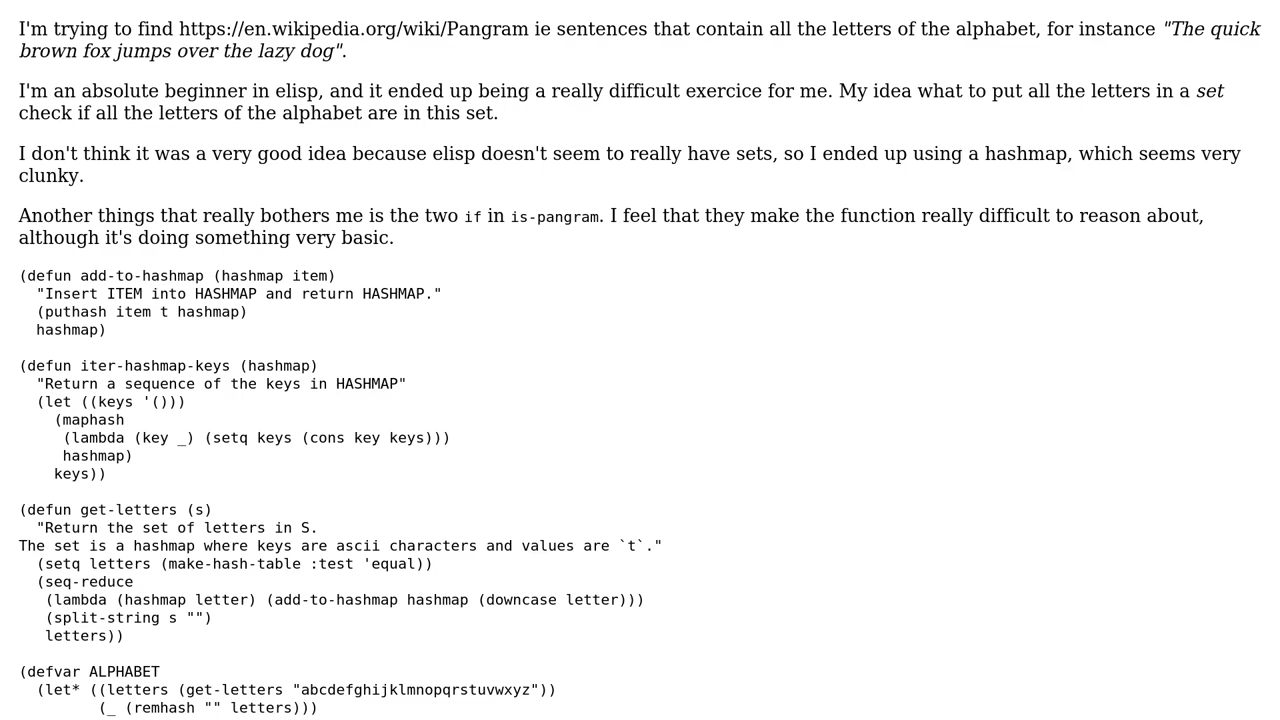 I'm trying to find https://en.wikipedia.org/wiki/Pangram ie sentences that contain all the letters of the alphabet, for instance "The quick
brown fox jumps over the lazy dog".
I'm an absolute beginner in elisp, and it ended up being a really difficult exercice for me. My idea what to put all the letters in a set
check if all the letters of the alphabet are in this set.
I don't think it was a very good idea because elisp doesn't seem to really have sets, so I ended up using a hashmap, which seems very
clunky.
Another things that really bothers me is the two if in is-pangram. I feel that they make the function really difficult to reason about,
although it's doing something very basic.
(defun add-to-hashmap (hashmap item)
  "Insert ITEM into HASHMAP and return HASHMAP."
  (puthash item t hashmap)
  hashmap)
(defun iter-hashmap-keys (hashmap)
  "Return a sequence of the keys in HASHMAP"
  (let ((keys '()))
    (maphash
     (lambda (key _) (setq keys (cons key keys)))
     hashmap)
    keys))
(defun get-letters (s)
  "Return the set of letters in S.
The set is a hashmap where keys are ascii characters and values are `t`."
  (setq letters (make-hash-table :test 'equal))
  (seq-reduce
   (lambda (hashmap letter) (add-to-hashmap hashmap (downcase letter)))
   (split-string s "")
   letters))
(defvar ALPHABET
  (let* ((letters (get-letters "abcdefghijklmnopqrstuvwxyz"))
         (_ (remhash "" letters)))